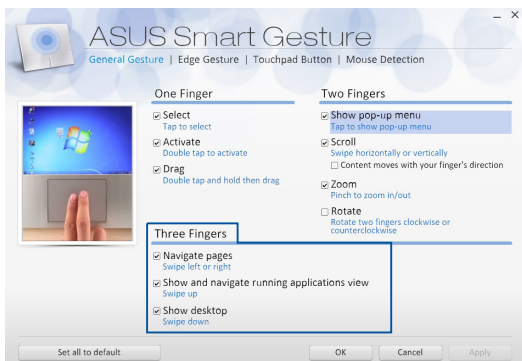 ASUS Smart Gesture
General Gesture | Edge Gesture | Touchpad Button | Mouse Detection
One Finger
Select
Tap to select
Activate
Double tap to activate
Drag
Double tap and hold then drag
Two Fingers
Show pop-up menu
Tap to show pop-up menu
Scroll
Swipe horizontally or vertically
Content moves with your finger's direction
Zoom
Pinch to zoom in/out
Rotate
Rotate two fingers clockwise or
counterclockwise
Three Fingers
Navigate pages
Swipe left or right
Show and navigate running applications view
Swipe up
Show desktop
Swipe down
Set all to default
OK
Cancel
Apply